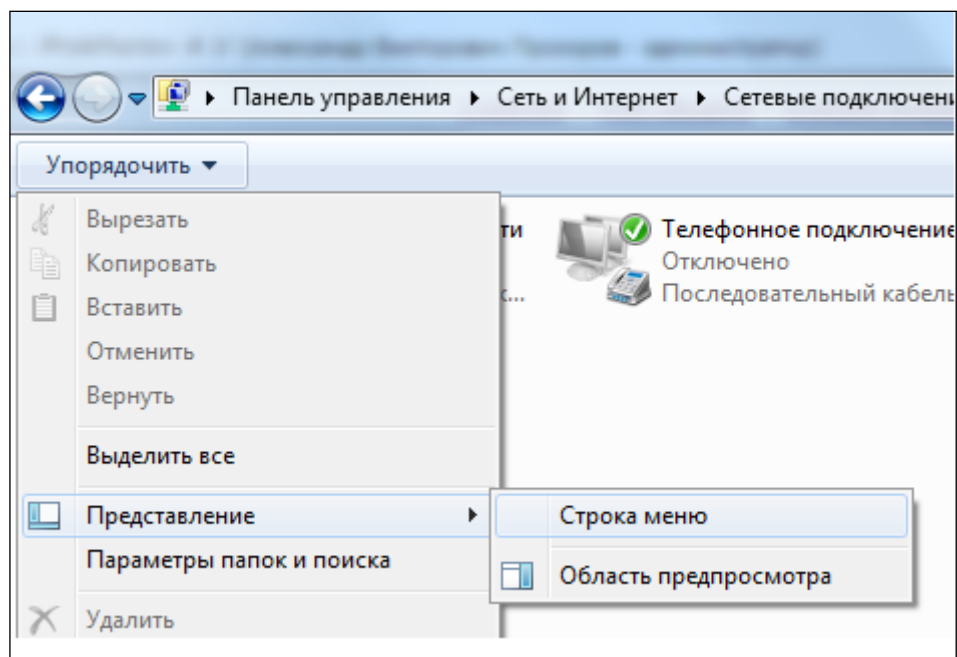 Панель управления Сеть и Интернет Сетевые подключени
Упорядочить
Вырезать
Копировать
Вставить
Отменить
Вернуть
Выделить все
Представление
Параметры папок и поиска
Удалить
Строка меню
Область предпросмотра
ти
с...
Телефонное подключение
Отключено
Последовательный кабель